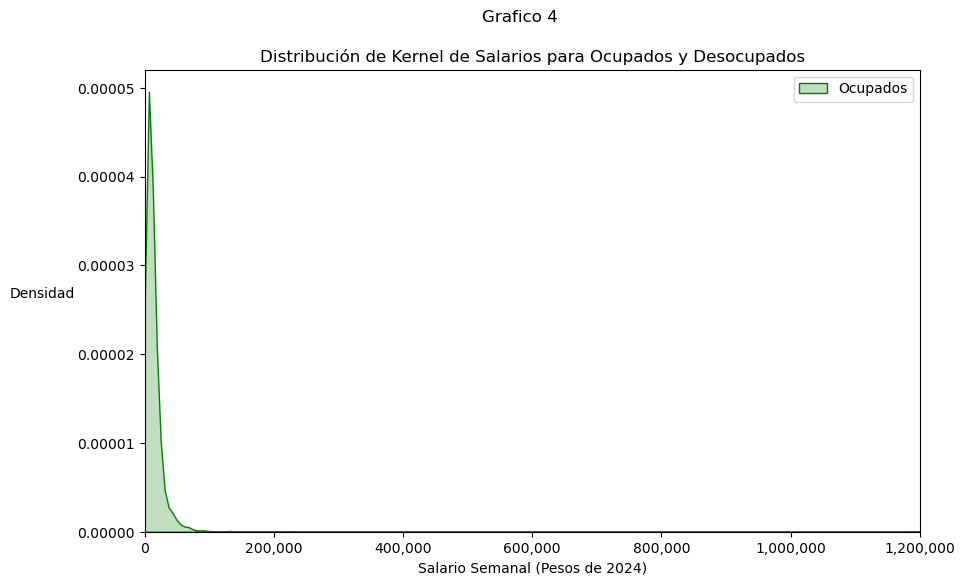 Grafico 4
Distribución de Kernel de Salarios para Ocupados y Desocupados
Ocupados
0.00005
0.00004
0.00003
Densidad
0.00002
0.00001
0.00000
0 200,000 400,000 600,000 800,000 1,000,000 1,200,000
Salario Semanal (Pesos de 2024)